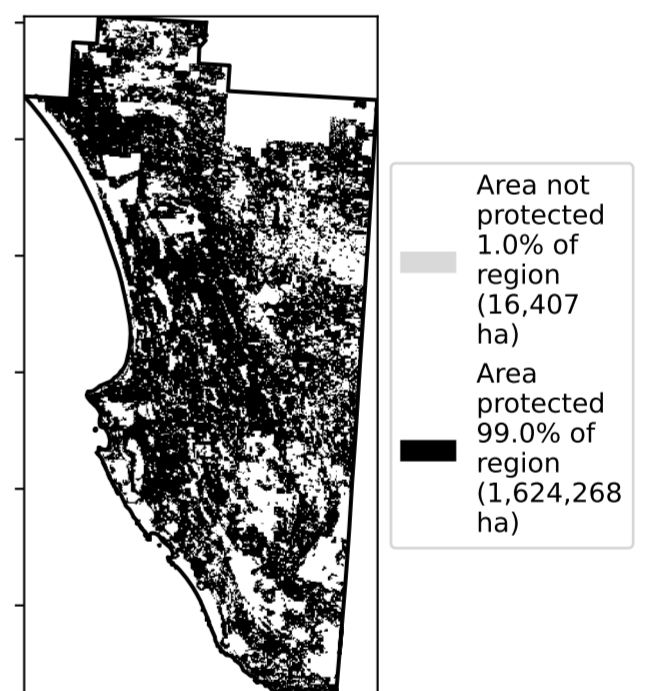 Area not
protected
1.0% of
region
(16,407
ha)
Area
protected
99.0% of
region
(1,624,268
ha)